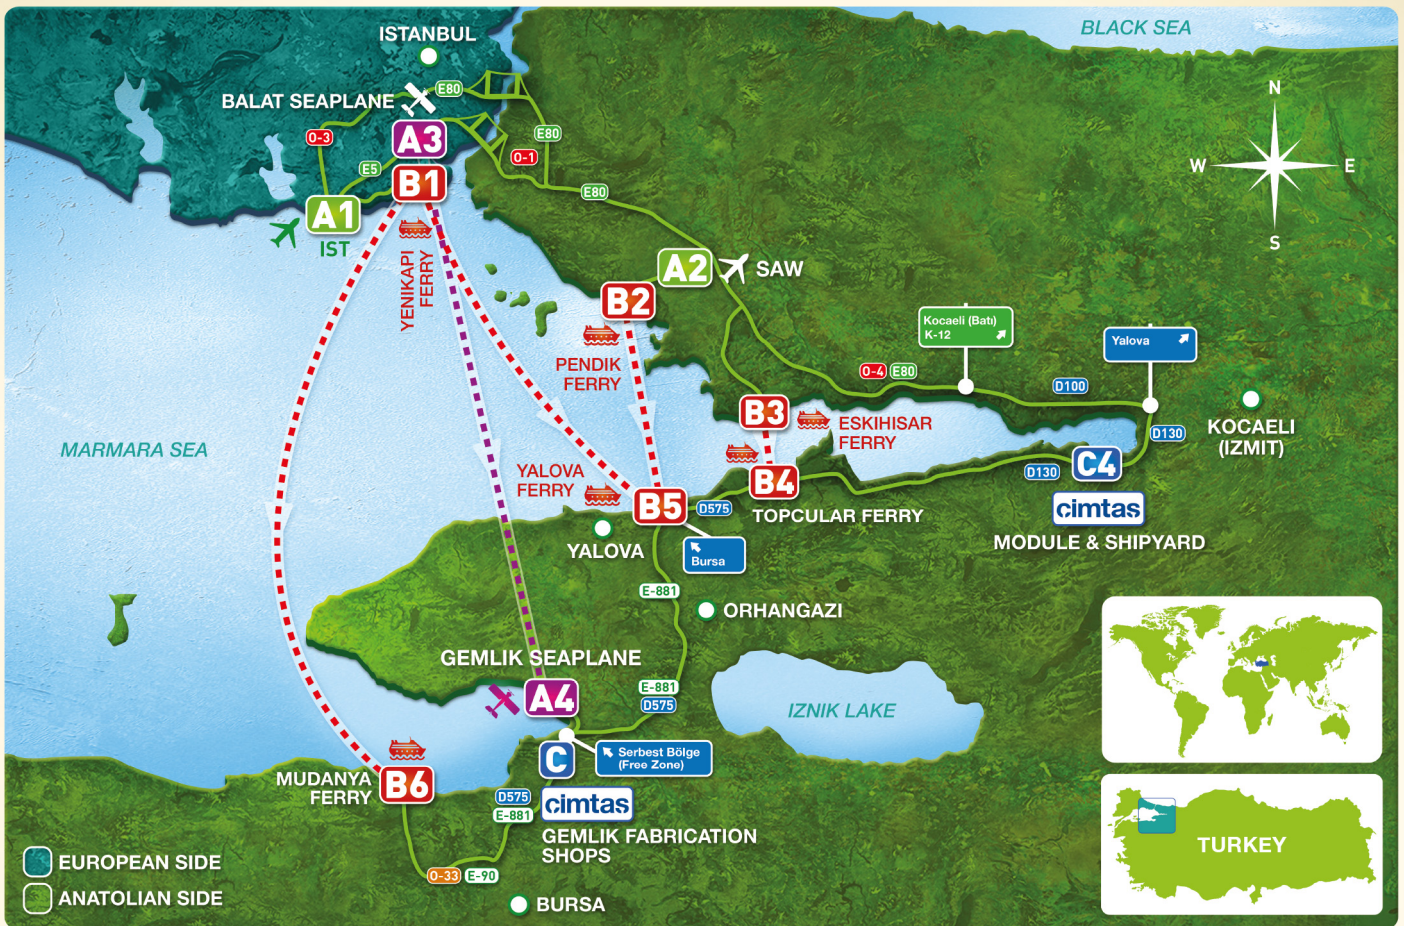 BLACK SEA
ISTANBUL
BALAT SEAPLANE
E80
A3
O-3
E5
E80
O-1
E80
B1
A1
IST
YENIKAPI
FERRY
N
W
E
S
A2
SAW
B2
PENDIK
FERRY
Kocaeli (Batı)
K-12
Yalova
O-4
E80
D100
B3
ESKIHISAR
FERRY
KOCAELI
(IZMIT)
D130
MARMARA SEA
YALOVA
FERRY
B4
D130
C4
cimtas
MODULE & SHIPYARD
B5
D575
TOPCULAR FERRY
YALOVA
Bursa
E-881
ORHANGAZI
GEMLIK SEAPLANE
A4
E-881
D575
IZNIK LAKE
C
Serbest Bölge
(Free Zone)
MUDANYA
FERRY
B6
D575
E-881
cimtas
GEMLIK FABRICATION
SHOPS
O-33
E-90
BURSA
EUROPEAN SIDE
ANATOLIAN SIDE
TURKEY